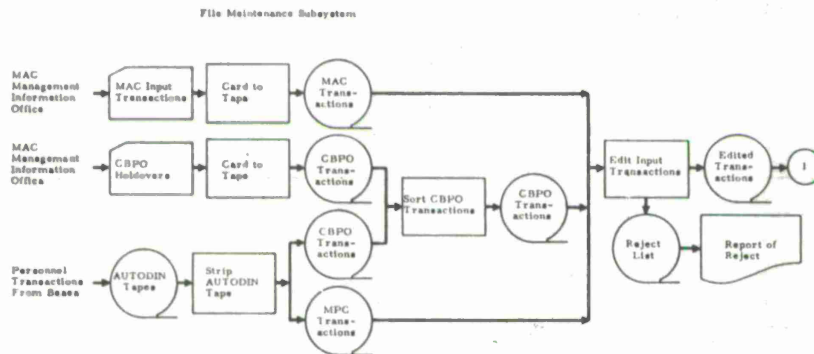 File Maintenance Subsystem
MAC
Management
Information
Office
MAC Input
Transactions
Card to
Tape
MAC
Trans-
actions
MAC
Management
Information
Office
CBPO
Holdovers
Card to
Tape
CBPO
Trans-
actions
Sort CBPO
Transactions
CBPO
Trans-
actions
Edit Input
Transactions
Edited
Trans-
actions
1
CBPO
Trans-
actions
Reject
List
Report of
Reject
Personnel
Transactions
From Bases
AUTODIN
Tapes
Strip
AUTODIN
Tape
MPC
Trans-
actions